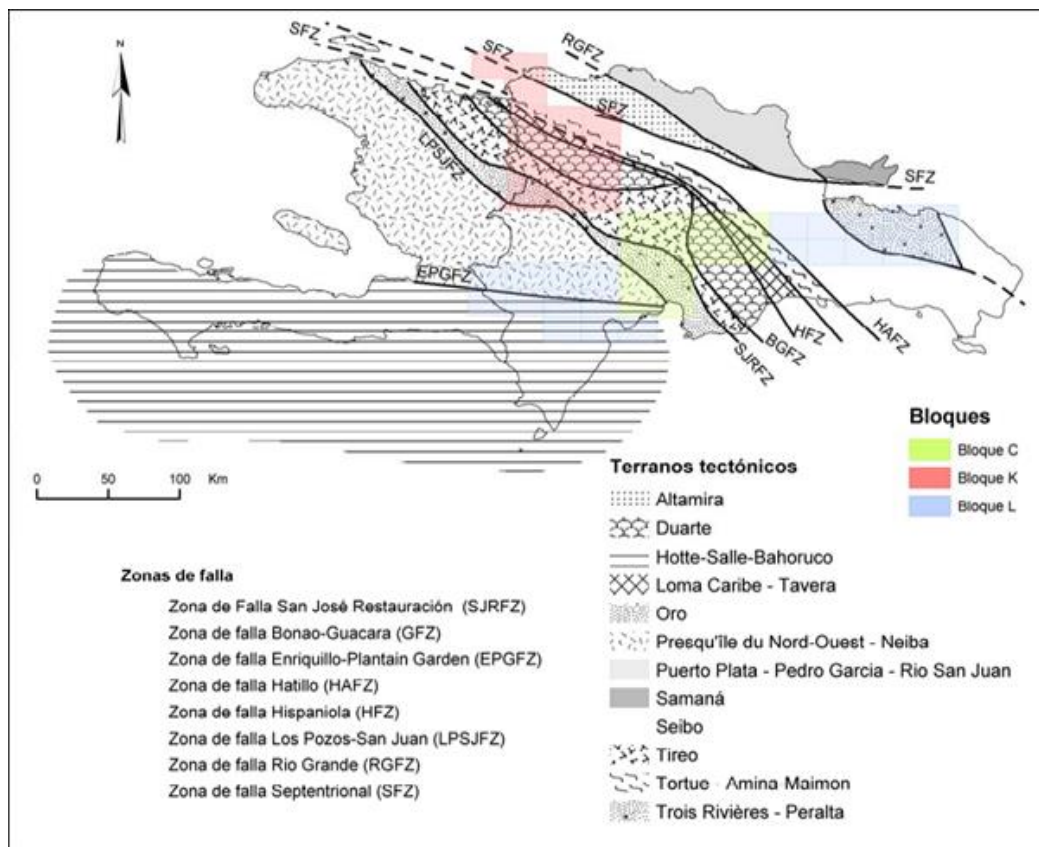 N
SFZ
SFZ
RGFZ
SFZ
SFZ
LPSJFZ
EPGFZ
HFZ
HAFZ
BGFZ
SJRFZ
0 50 100 Km
Bloques
Bloque C
Bloque K
Bloque L
Terranos tectónicos
Altamira
Duarte
Hotte-Salle-Bahoruco
Loma Caribe - Tavera
Oro
Presqu'île du Nord-Ouest - Neiba
Puerto Plata - Pedro Garcia - Rio San Juan
Samaná
Seibo
Tireo
Tortue - Amina Maimon
Trois Rivières - Peralta
Zonas de falla
Zona de Falla San José Restauración (SJRFZ)
Zona de falla Bonao-Guacara (GFZ)
Zona de falla Enriquillo-Plantain Garden (EPGFZ)
Zona de falla Hatillo (HAFZ)
Zona de falla Hispaniola (HFZ)
Zona de falla Los Pozos-San Juan (LPSJFZ)
Zona de falla Rio Grande (RGFZ)
Zona de falla Septentrional (SFZ)